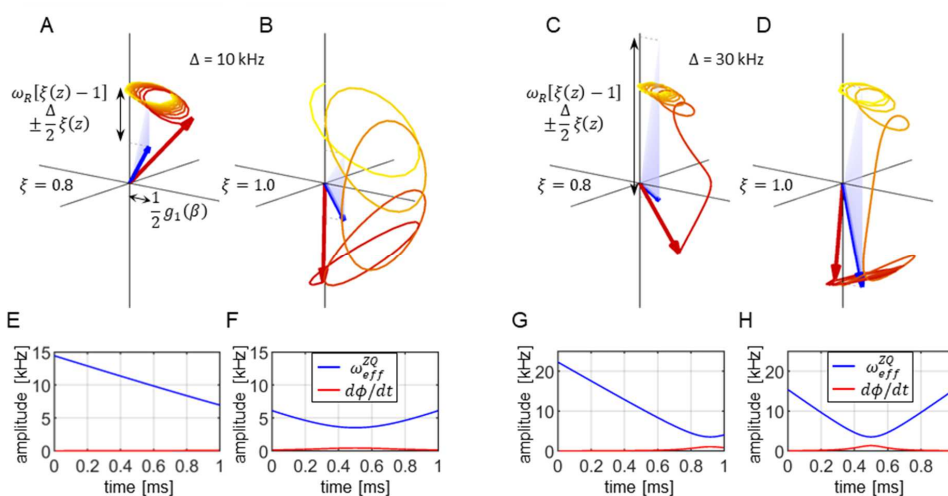 A
B
Δ = 10 kHz
C
D
Δ = 30 kHz
ω_R[ξ(z) − 1]
± Δ/2 ξ(z)
ξ = 0.8
1/2 g₁(β)
ξ = 1.0
ω_R[ξ(z) − 1]
± Δ/2 ξ(z)
ξ = 0.8
ξ = 1.0
E
F
G
H
amplitude [kHz]
15
10
5
0
0 0.2 0.4 0.6 0.8 1
time [ms]
amplitude [kHz]
15
10
5
0
ω_eff^ZQ
dϕ/dt
0 0.2 0.4 0.6 0.8 1
time [ms]
amplitude [kHz]
20
10
0
0 0.2 0.4 0.6 0.8 1
time [ms]
amplitude [kHz]
20
10
0
ω_eff^ZQ
dϕ/dt
0 0.2 0.4 0.6 0.8 1
time [ms]